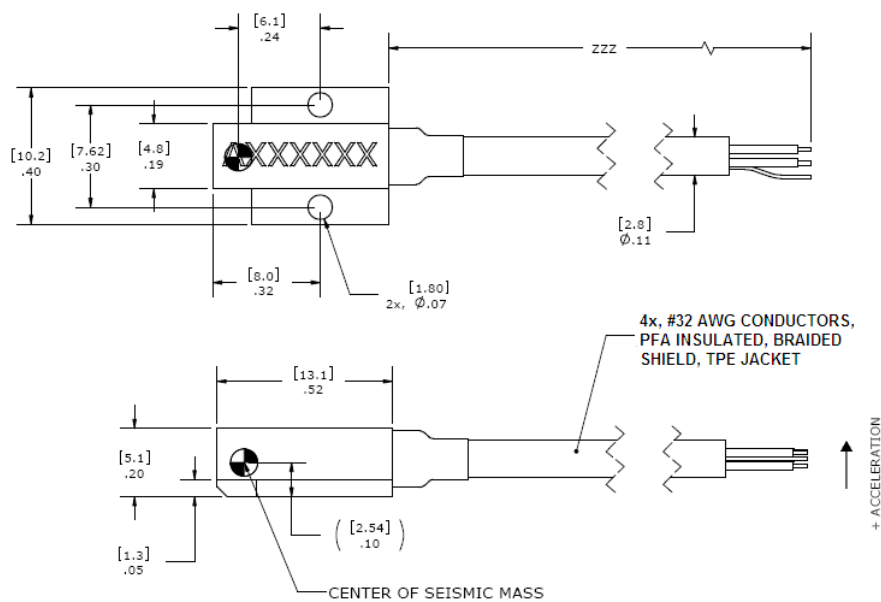 [6.1]
.24
ZZZ
[10.2]
.40
[7.62]
.30
[4.8]
.19
AXXXXXX
[2.8]
Ø.11
[8.0]
.32
[1.80]
2x, Ø.07
4x, #32 AWG CONDUCTORS,
PFA INSULATED, BRAIDED
SHIELD, TPE JACKET
[13.1]
.52
[5.1]
.20
+ ACCELERATION
([2.54]
.10)
[1.3]
.05
CENTER OF SEISMIC MASS